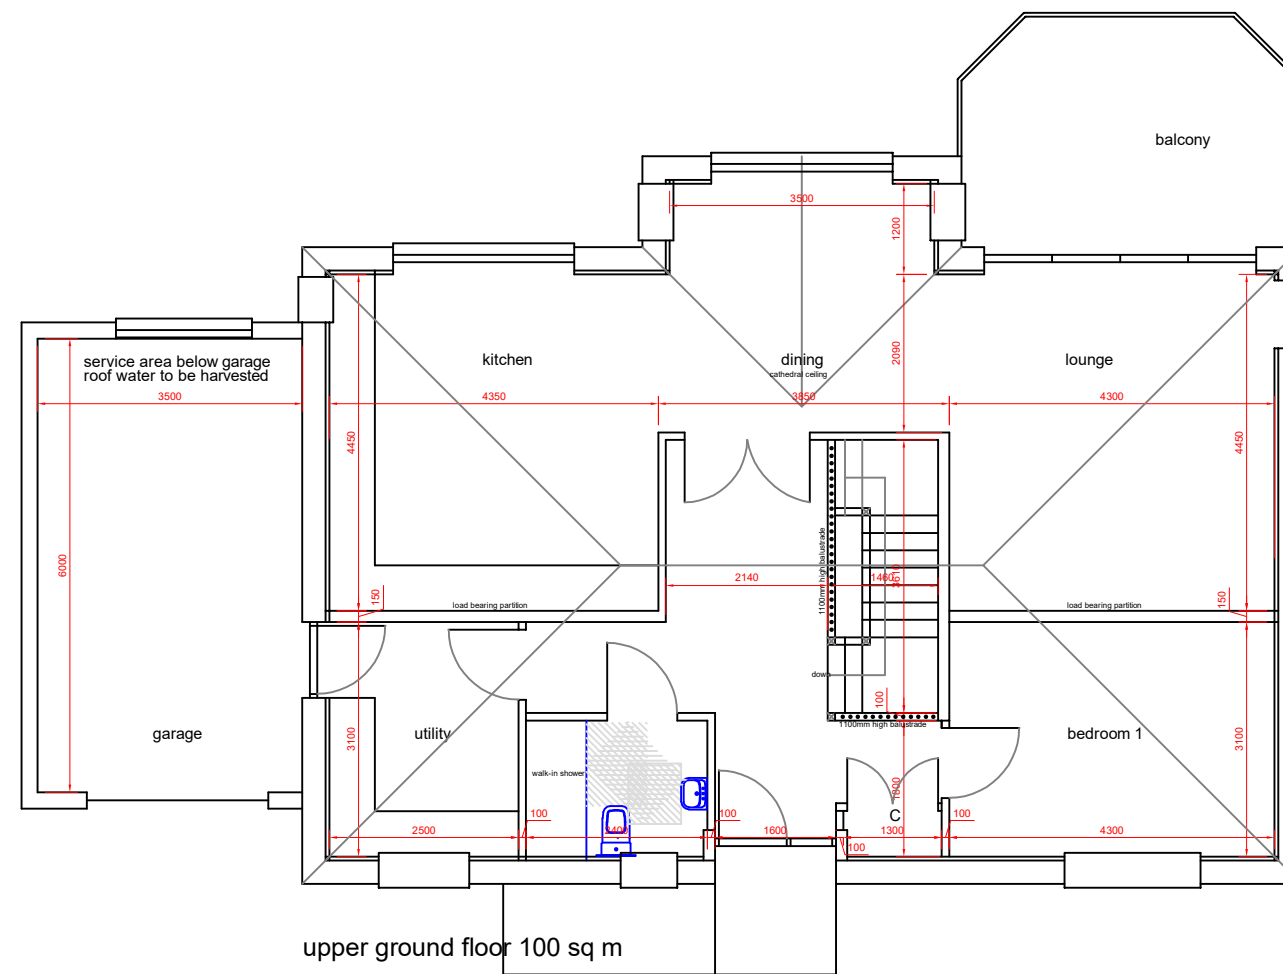 balcony
3500
1200
kitchen
dining
cathedral ceiling
lounge
2090
service area below garage
roof water to be harvested
3500
4350
3850
4300
4450
4450
6000
1100mm high balustrade
2140
1460
3610
150
load bearing partition
load bearing partition
150
down
100
1100mm high balustrade
garage
utility
bedroom 1
3100
3100
walk-in shower
1800
C
100
100
100
2500
2400
1600
1300
4300
100
upper ground floor 100 sq m